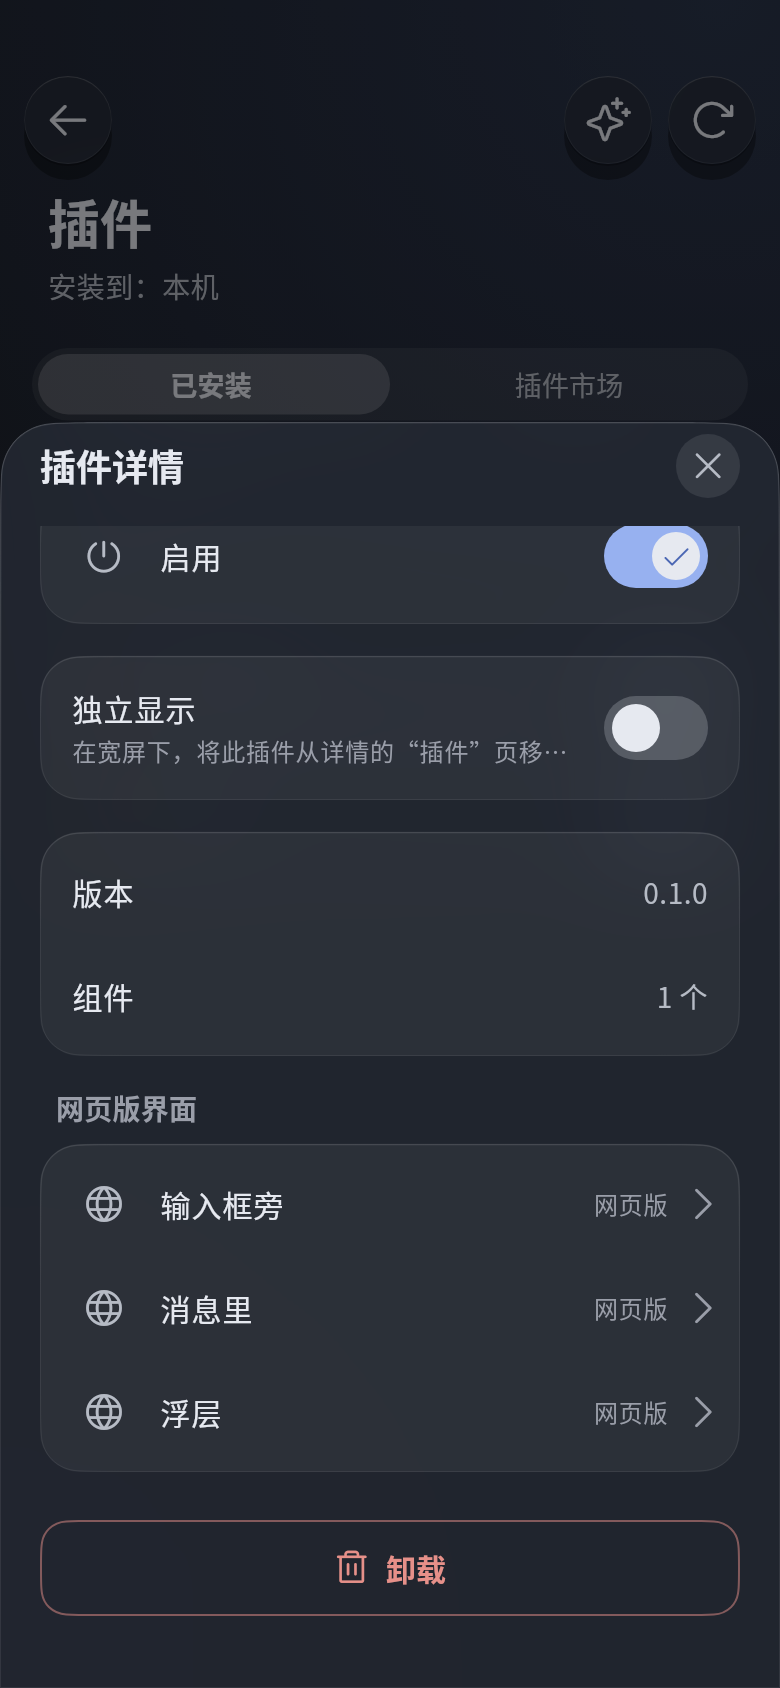 插件
安装到：本机
已安装
插件市场
插件详情
启用
独立显示
在宽屏下，将此插件从详情的“插件”页移…
版本
0.1.0
组件
1 个
网页版界面
输入框旁
网页版
消息里
网页版
浮层
网页版
卸载